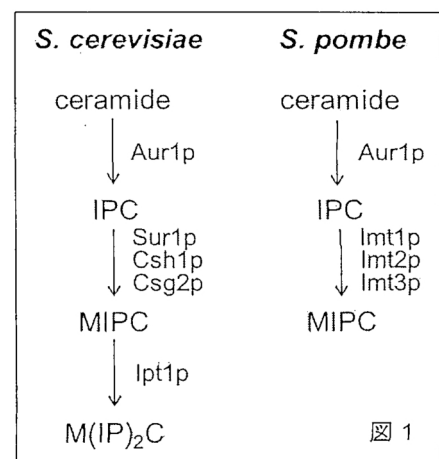 S. cerevisiae
ceramide
Aur1p
IPC
Sur1p
Csh1p
Csg2p
MIPC
Ipt1p
M(IP)₂C
S. pombe
ceramide
Aur1p
IPC
Imt1p
Imt2p
Imt3p
MIPC
図 1